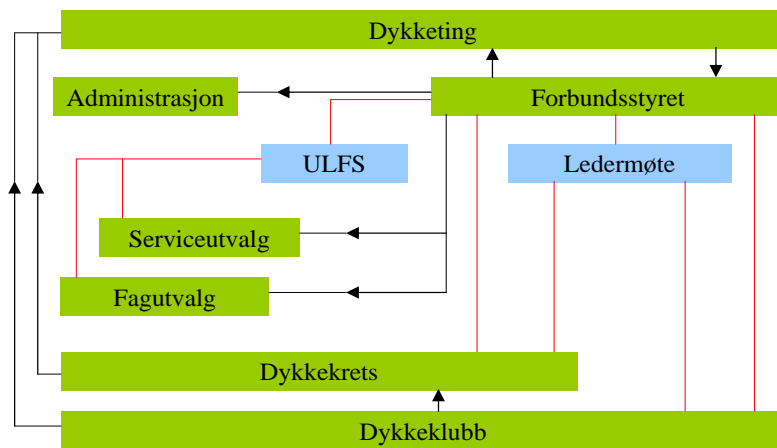 Dykketing
Administrasjon
Forbundsstyret
ULFS
Ledermøte
Serviceutvalg
Fagutvalg
Dykkekrets
Dykkeklubb